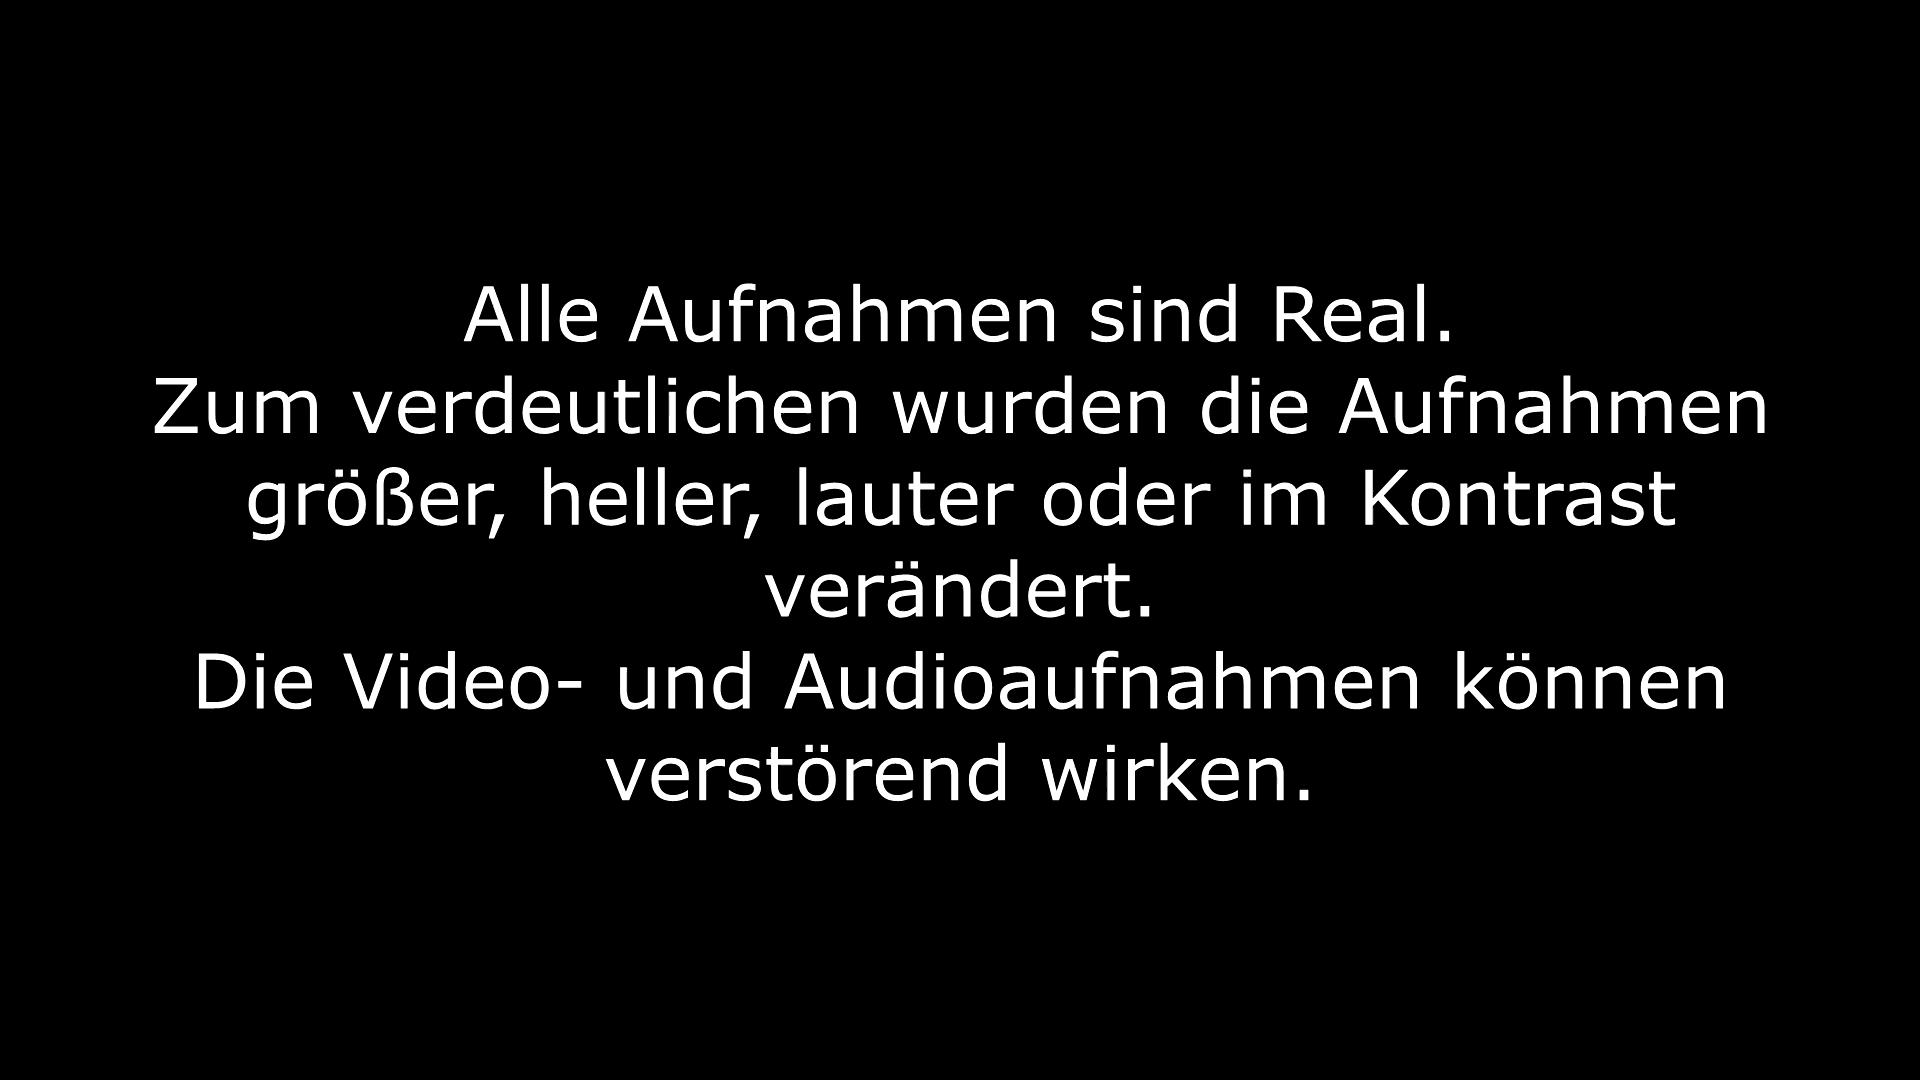 Alle Aufnahmen sind Real.
Zum verdeutlichen wurden die Aufnahmen
größer, heller, lauter oder im Kontrast
verändert.
Die Video- und Audioaufnahmen können
verstörend wirken.